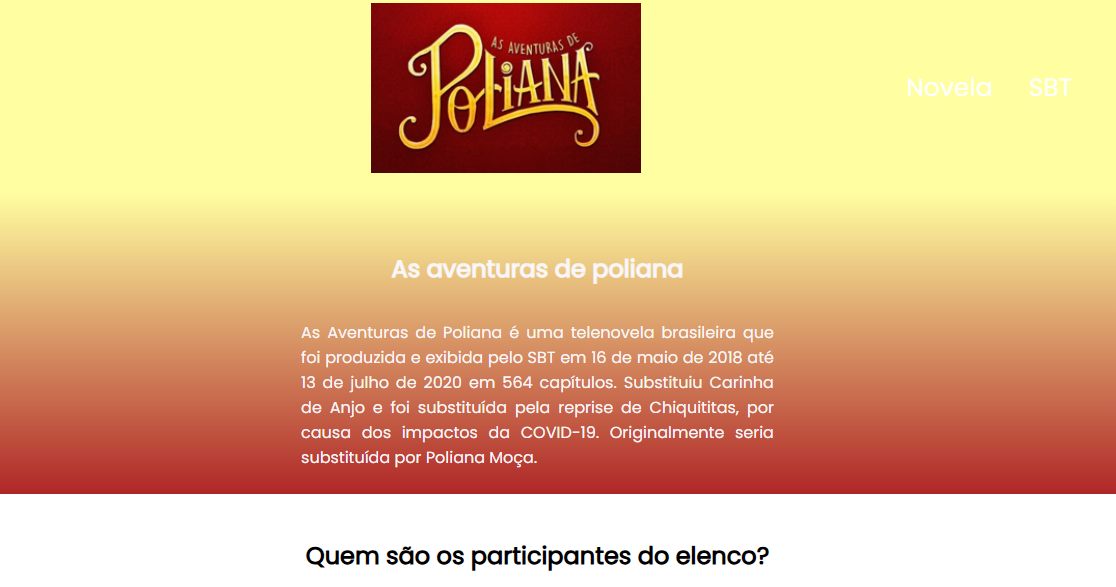 AS AVENTURAS DE
POLIANA
Novela SBT
As aventuras de poliana
As Aventuras de Poliana é uma telenovela brasileira que
foi produzida e exibida pelo SBT em 16 de maio de 2018 até
13 de julho de 2020 em 564 capítulos. Substituiu Carinha
de Anjo e foi substituída pela reprise de Chiquititas, por
causa dos impactos da COVID-19. Originalmente seria
substituída por Poliana Moça.
Quem são os participantes do elenco?